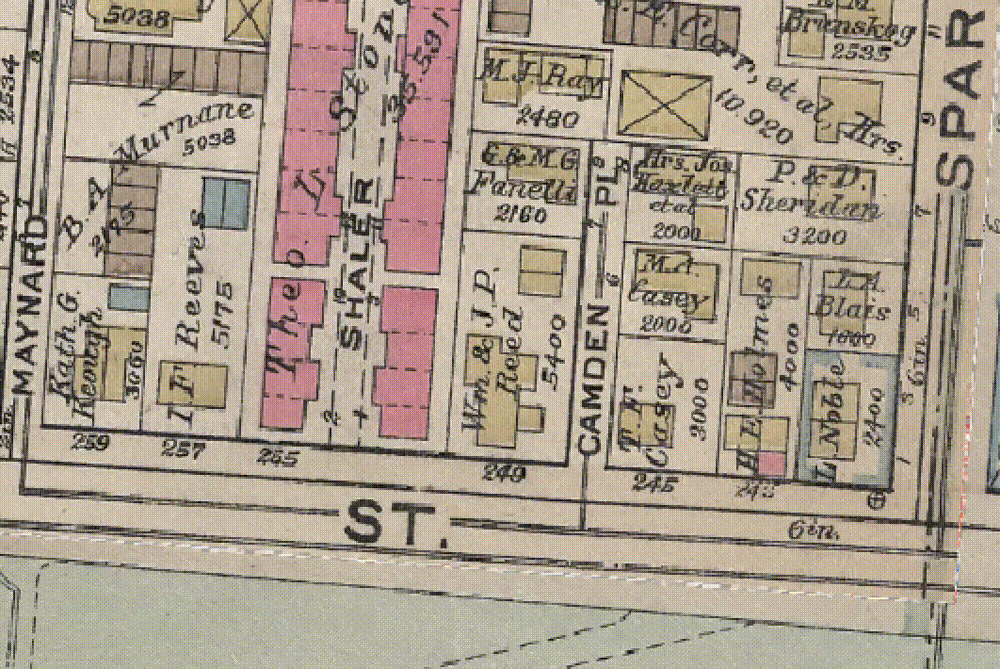 5038
Murnane
5038
B. A.
2175
Kath G.
Keough
3060
I F Reeves
5175
Theo. L. Stone
35.591
MAYNARD
SHALER
M. J. Ray
2480
C. & M. G.
Fanelli
2160
Wm. & J. P.
Reed
5400
CAMDEN PL.
Carr, et al,
10.920
Brunskog
2535
Hrs.
Mrs. Jos.
Hazlett
et al
2000
P. & D.
Sheridan
3200
M. A.
Casey
2000
T. F.
Casey
3000
H E Holmes
4000
L. A.
Blais
1600
L Noble
2400
SPAR
6in.
259
257
255
249
245
243
ST.
6in.